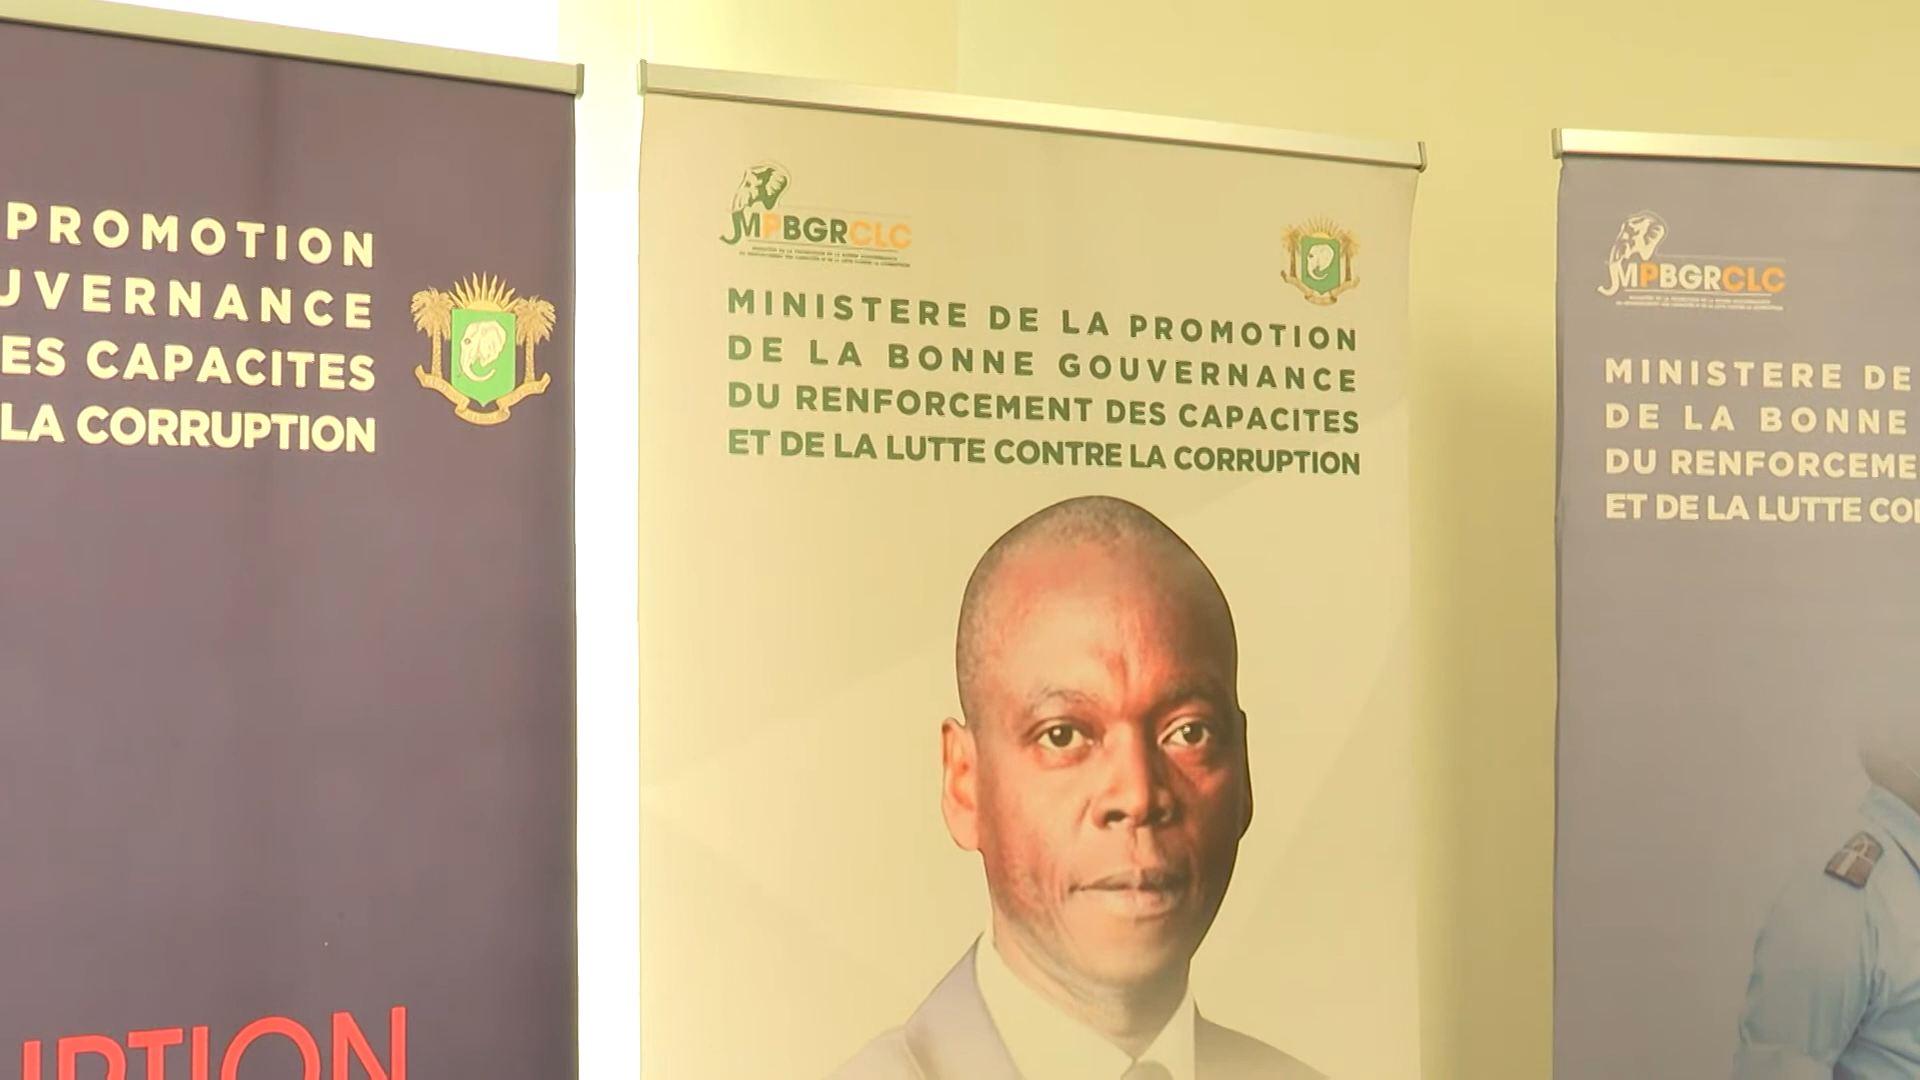 PROMOTION
UVERNANCE
ES CAPACITES
LA CORRUPTION
PTION
MPBGRCLC
MINISTERE DE LA PROMOTION
DE LA BONNE GOUVERNANCE
DU RENFORCEMENT DES CAPACITES
ET DE LA LUTTE CONTRE LA CORRUPTION
MPBGRCLC
MINISTERE DE
DE LA BONNE
DU RENFORCEME
ET DE LA LUTTE CO